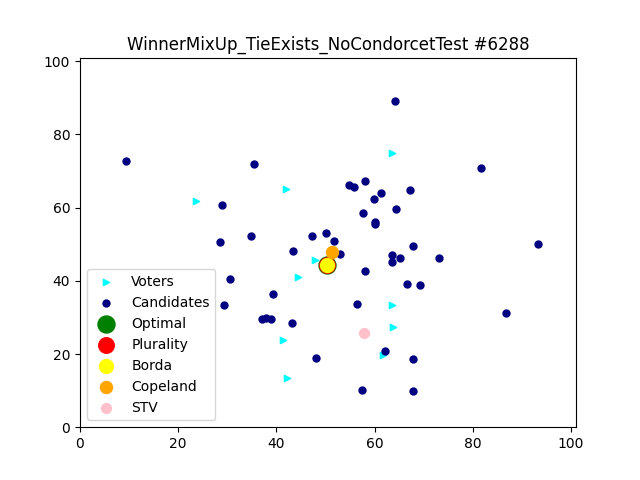 WinnerMixUp_TieExists_NoCondorcetTest #6288
100
80
60
40
20
0
Voters
Candidates
Optimal
Plurality
Borda
Copeland
STV
0 20 40 60 80 100